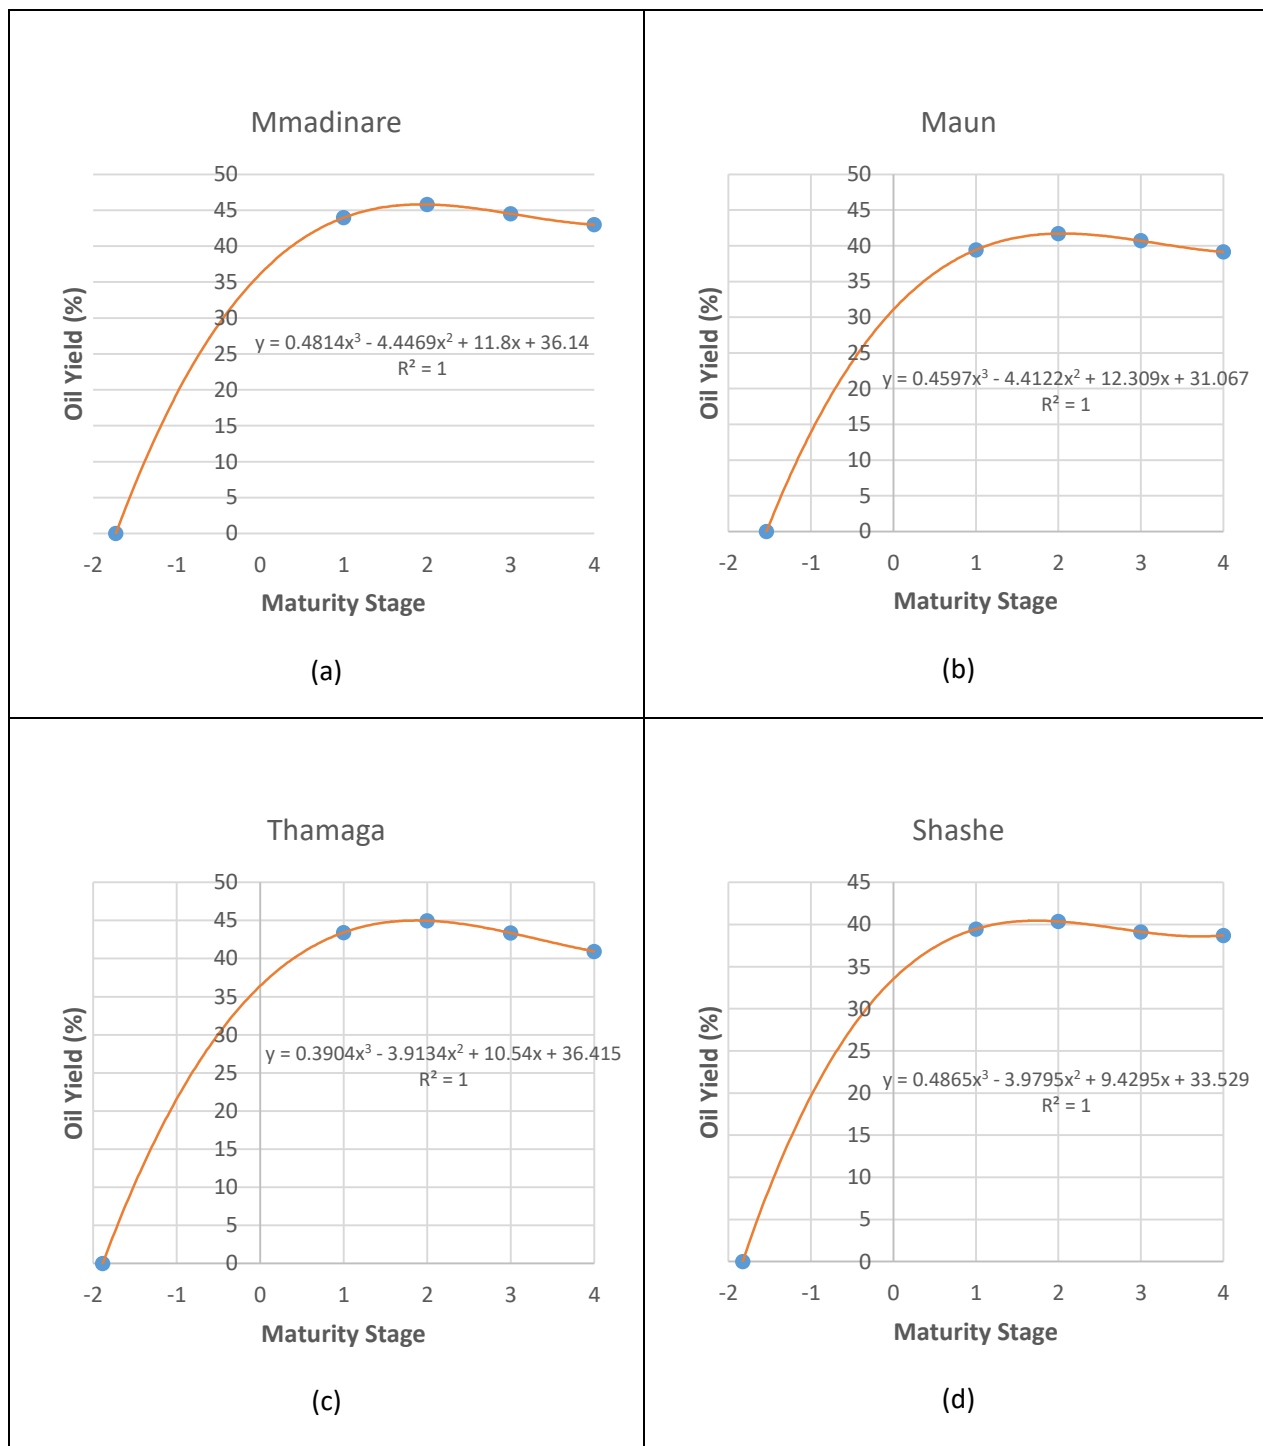 Mmadinare
50
45
40
35
30
25
20
15
10
5
0
Oil Yield (%)
y = 0.4814x³ - 4.4469x² + 11.8x + 36.14
R² = 1
-2 -1 0 1 2 3 4
Maturity Stage
(a)
Maun
50
45
40
35
30
25
20
15
10
5
0
Oil Yield (%)
y = 0.4597x³ - 4.4122x² + 12.309x + 31.067
R² = 1
-2 -1 0 1 2 3 4
Maturity Stage
(b)
Thamaga
50
45
40
35
30
25
20
15
10
5
0
Oil Yield (%)
y = 0.3904x³ - 3.9134x² + 10.54x + 36.415
R² = 1
-2 -1 0 1 2 3 4
Maturity Stage
(c)
Shashe
45
40
35
30
25
20
15
10
5
0
Oil Yield (%)
y = 0.4865x³ - 3.9795x² + 9.4295x + 33.529
R² = 1
-2 -1 0 1 2 3 4
Maturity Stage
(d)